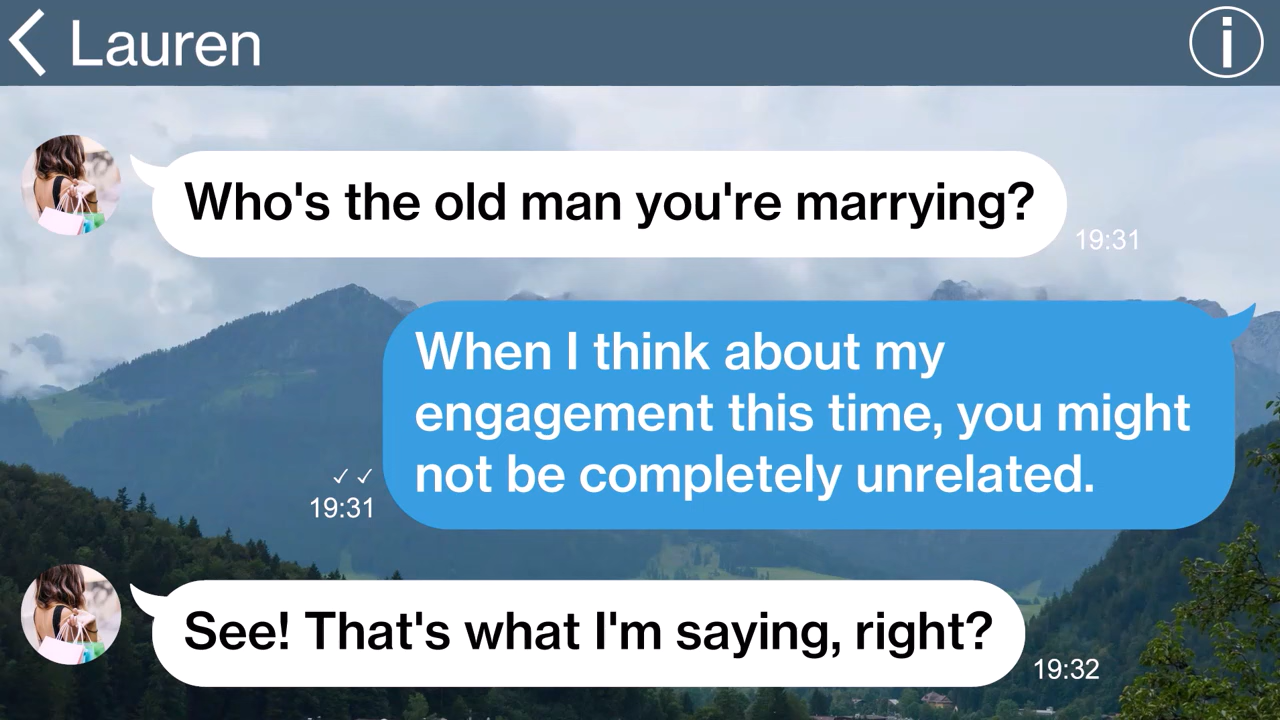 Lauren
i
Who's the old man you're marrying?
19:31
When I think about my
engagement this time, you might
not be completely unrelated.
19:31
See! That's what I'm saying, right?
19:32